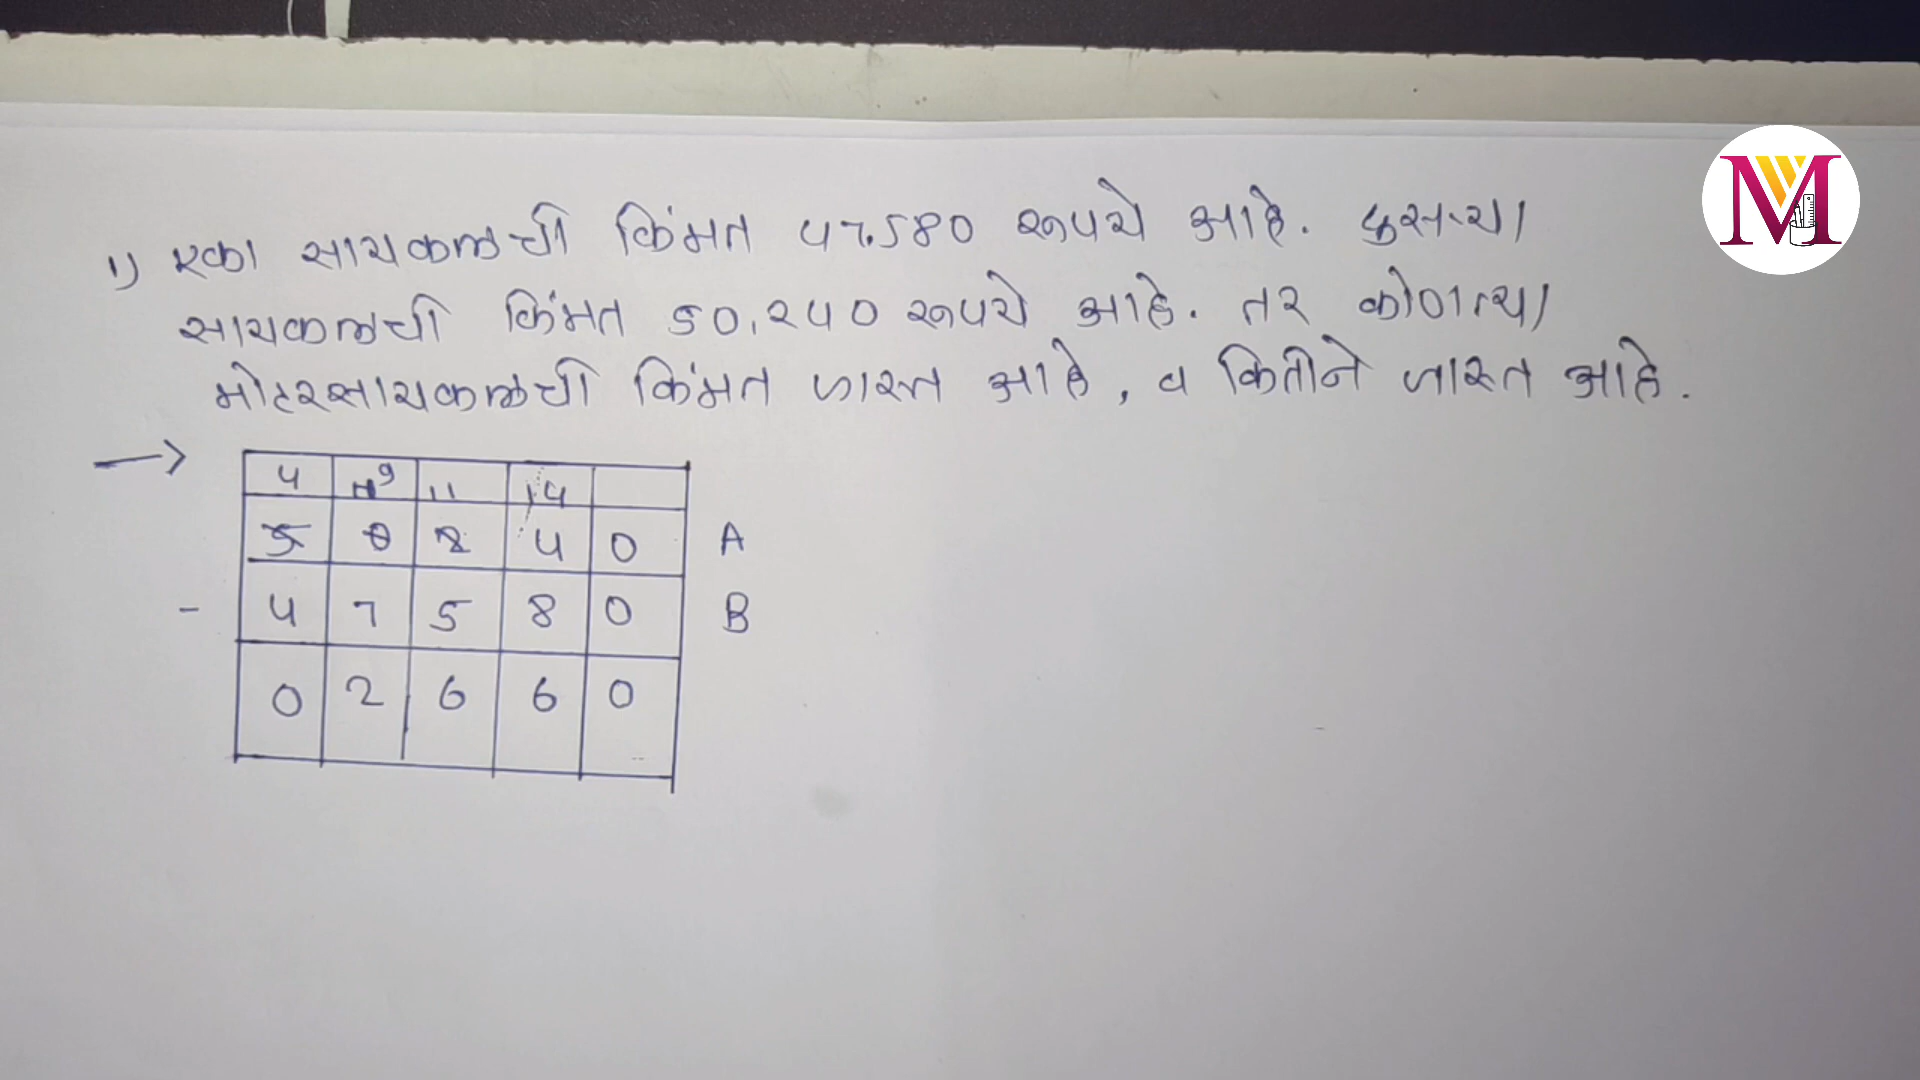 1) एका सायकलची किंमत 47.580 रूपये आहे. दुसऱ्या
सायकलची किंमत 50.240 रूपये आहे. तर कोणत्या
मोटरसायकलची किंमत जास्त आहे, व कितीने जास्त आहे.
→ 4 10 9 11 14
5 0 2 4 0 A
- 4 7 5 8 0 B
0 2 6 6 0
M